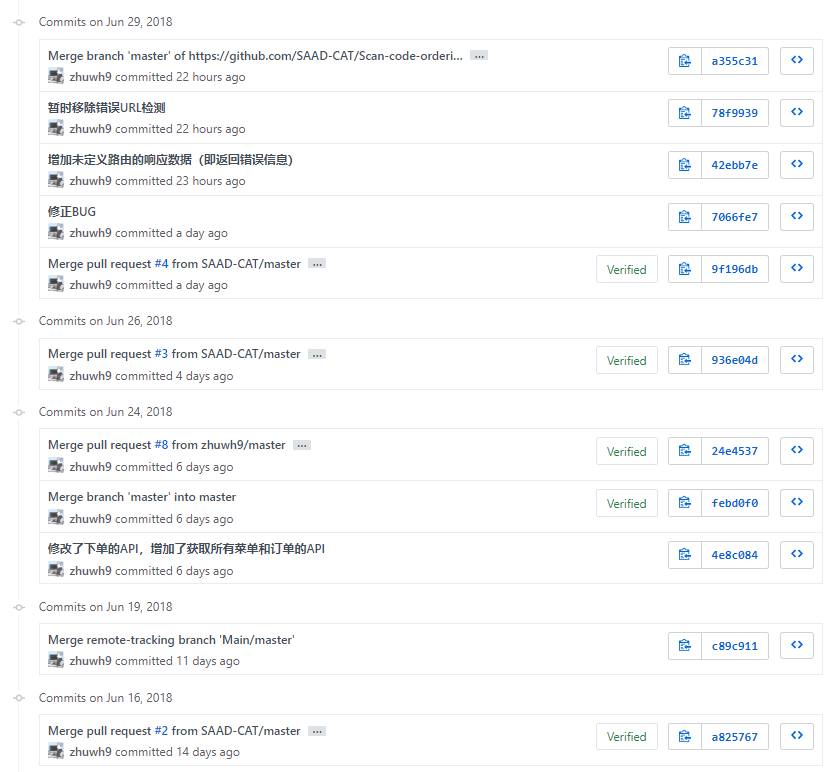 Commits on Jun 29, 2018
Merge branch 'master' of https://github.com/SAAD-CAT/Scan-code-orderi... …
a355c31
zhuwh9 committed 22 hours ago
暂时移除错误URL检测
78f9939
zhuwh9 committed 22 hours ago
增加未定义路由的响应数据（即返回错误信息）
42ebb7e
zhuwh9 committed 23 hours ago
修正BUG
7066fe7
zhuwh9 committed a day ago
Merge pull request #4 from SAAD-CAT/master …
Verified 9f196db
zhuwh9 committed a day ago
Commits on Jun 26, 2018
Merge pull request #3 from SAAD-CAT/master …
Verified 936e04d
zhuwh9 committed 4 days ago
Commits on Jun 24, 2018
Merge pull request #8 from zhuwh9/master …
Verified 24e4537
zhuwh9 committed 6 days ago
Merge branch 'master' into master
Verified febd0f0
zhuwh9 committed 6 days ago
修改了下单的API，增加了获取所有菜单和订单的API
4e8c084
zhuwh9 committed 6 days ago
Commits on Jun 19, 2018
Merge remote-tracking branch 'Main/master'
c89c911
zhuwh9 committed 11 days ago
Commits on Jun 16, 2018
Merge pull request #2 from SAAD-CAT/master …
Verified a825767
zhuwh9 committed 14 days ago